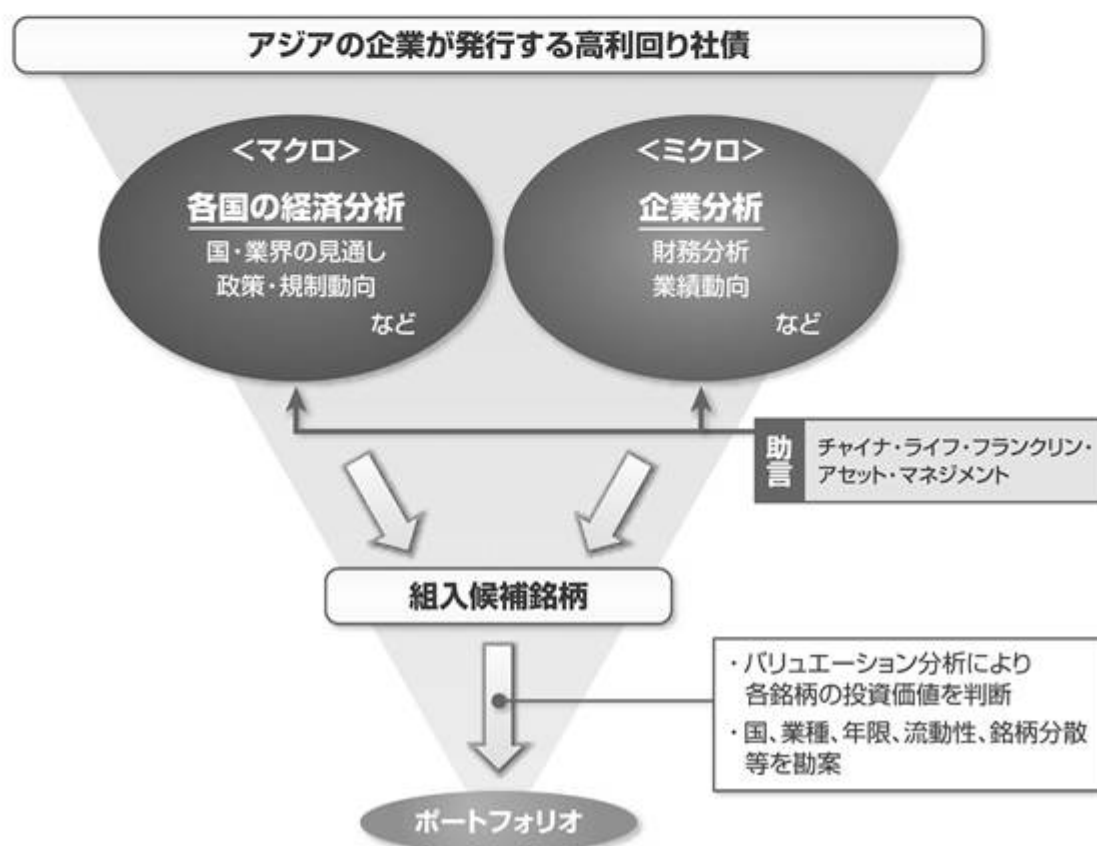 アジアの企業が発行する高利回り社債
<マクロ>
各国の経済分析
国・業界の見通し
政策・規制動向
など
<ミクロ>
企業分析
財務分析
業績動向
など
助言
チャイナ・ライフ・フランクリン・
アセット・マネジメント
組入候補銘柄
・バリュエーション分析により
各銘柄の投資価値を判断
・国、業種、年限、流動性、銘柄分散
等を勘案
ポートフォリオ